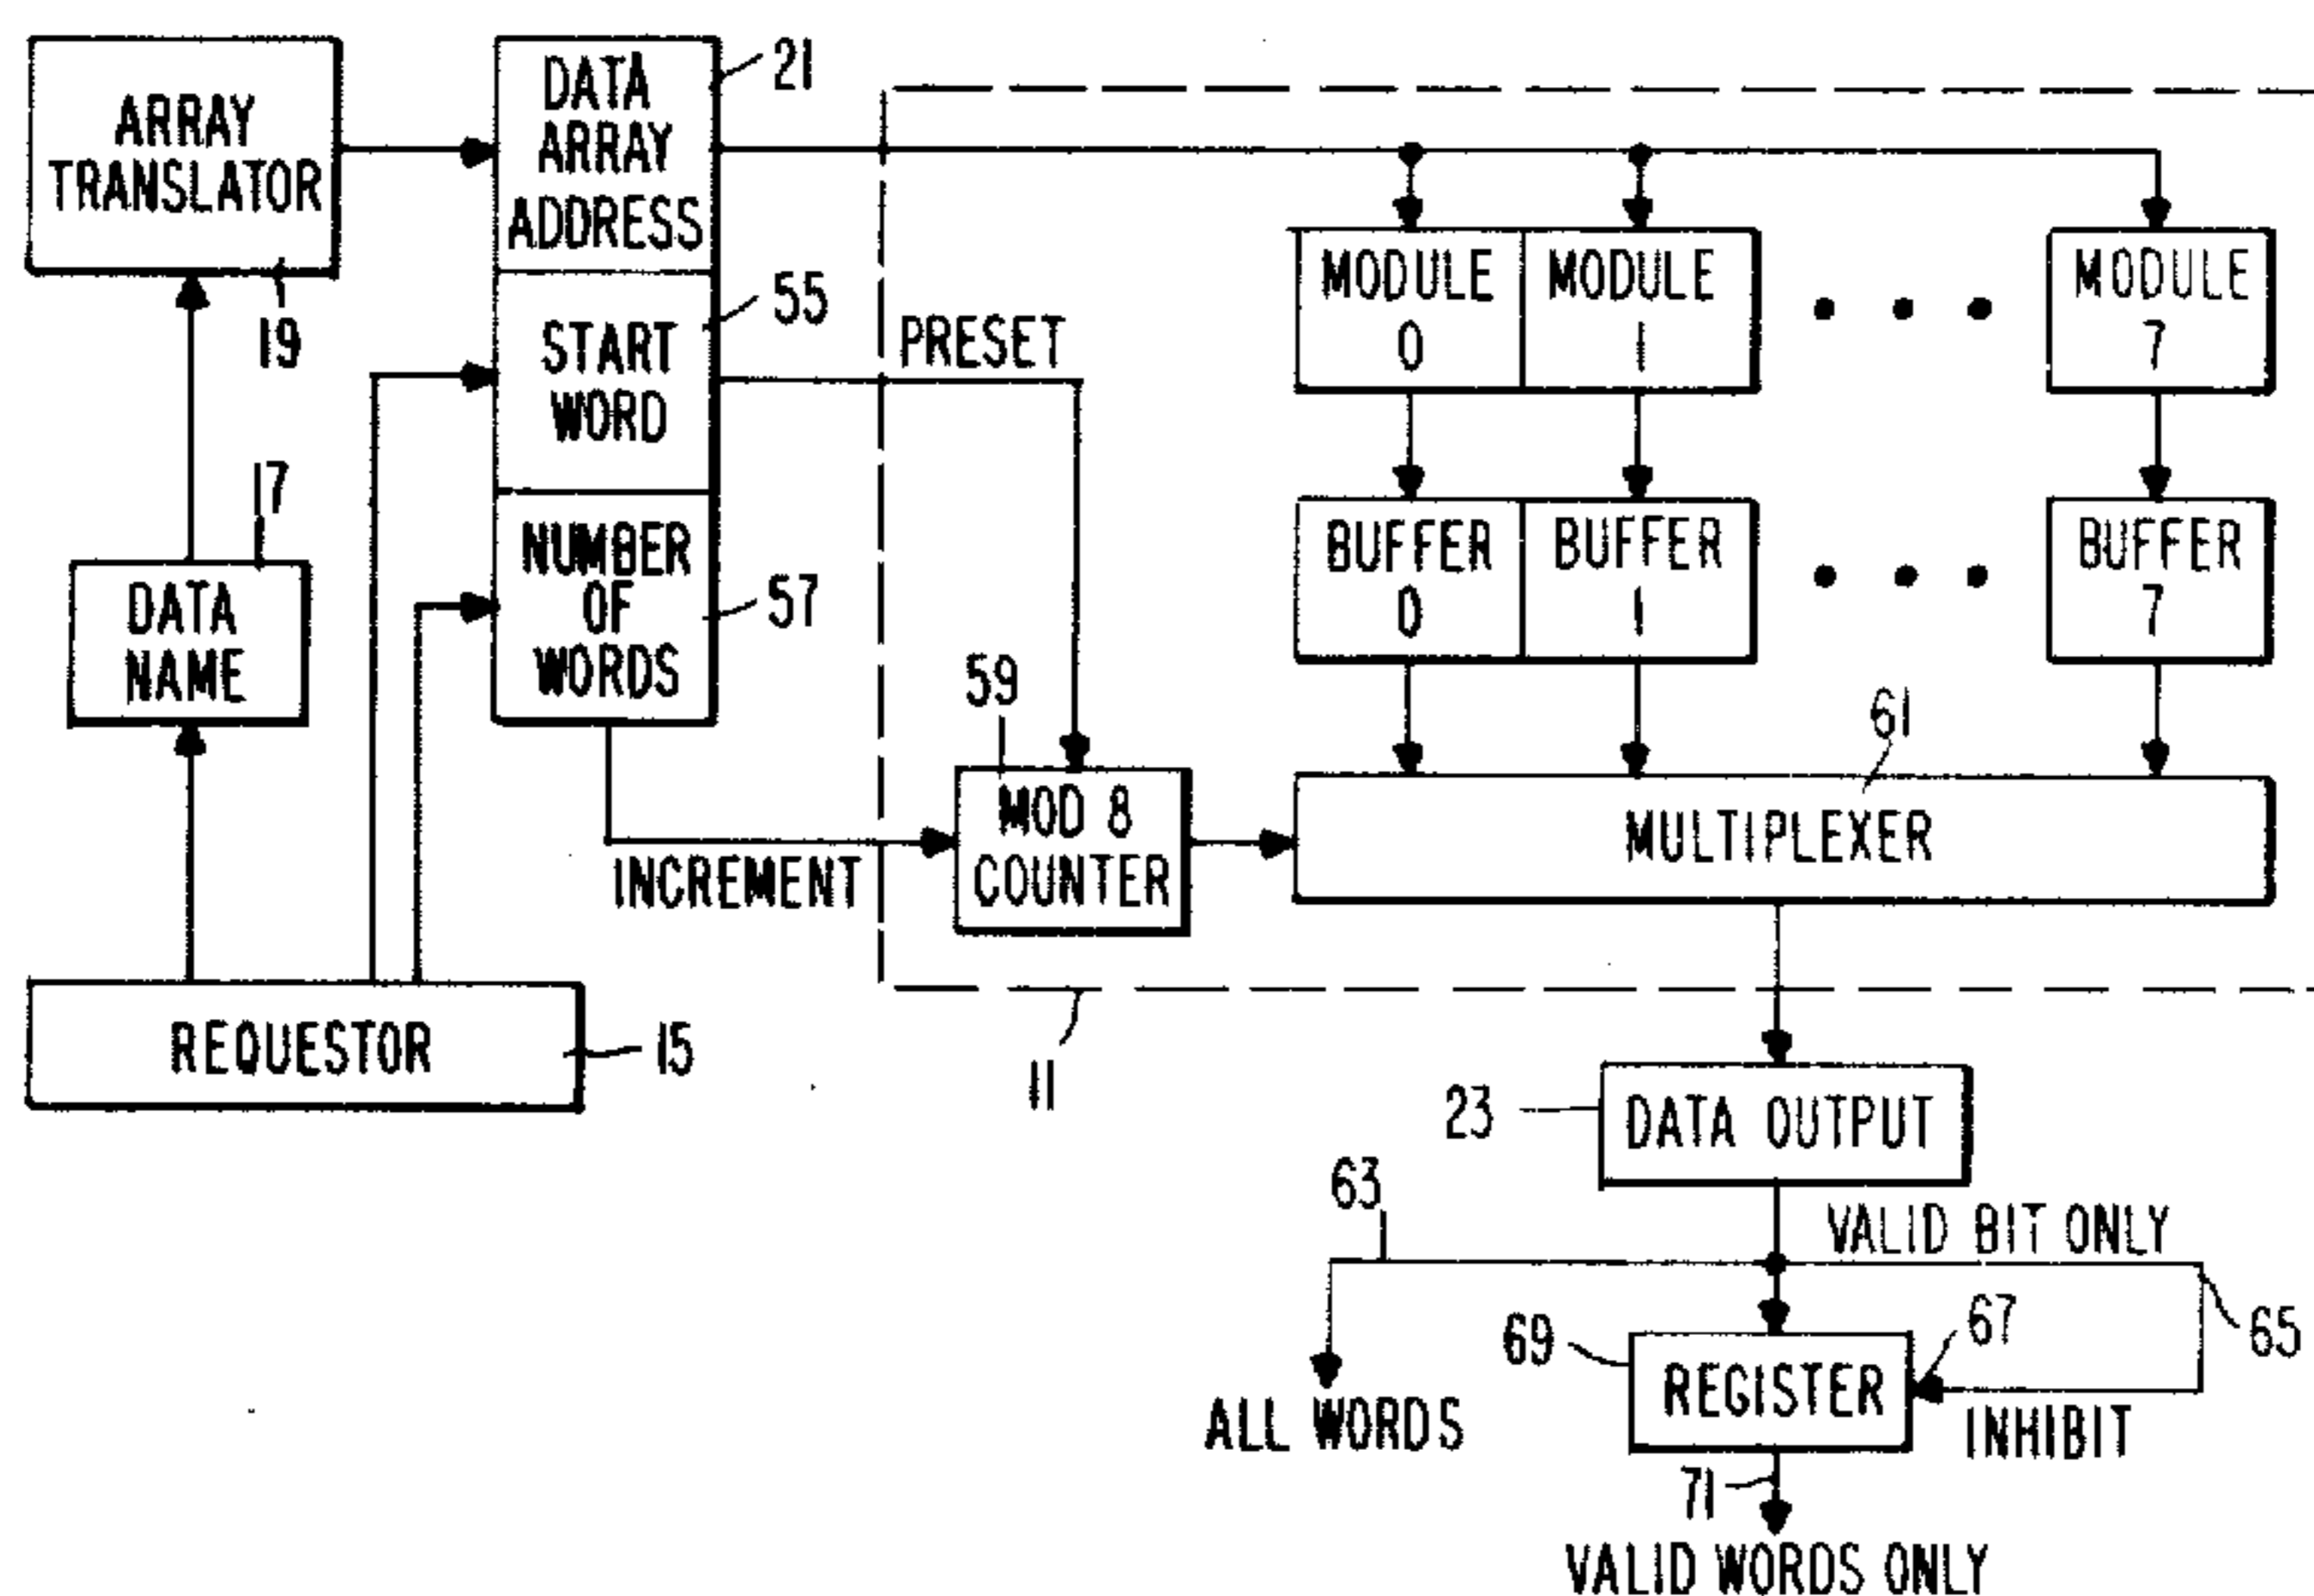 ARRAY
TRANSLATOR
19
DATA
ARRAY
ADDRESS
21
START
WORD
55
NUMBER
OF
WORDS
57
17
DATA
NAME
REQUESTOR
15
PRESET
INCREMENT
59
MOD 8
COUNTER
MODULE
0
MODULE
1
MODULE
7
BUFFER
0
BUFFER
1
BUFFER
7
61
MULTIPLEXER
11
23
DATA OUTPUT
63
VALID BIT ONLY
65
67
69
REGISTER
INHIBIT
ALL WORDS
71
VALID WORDS ONLY